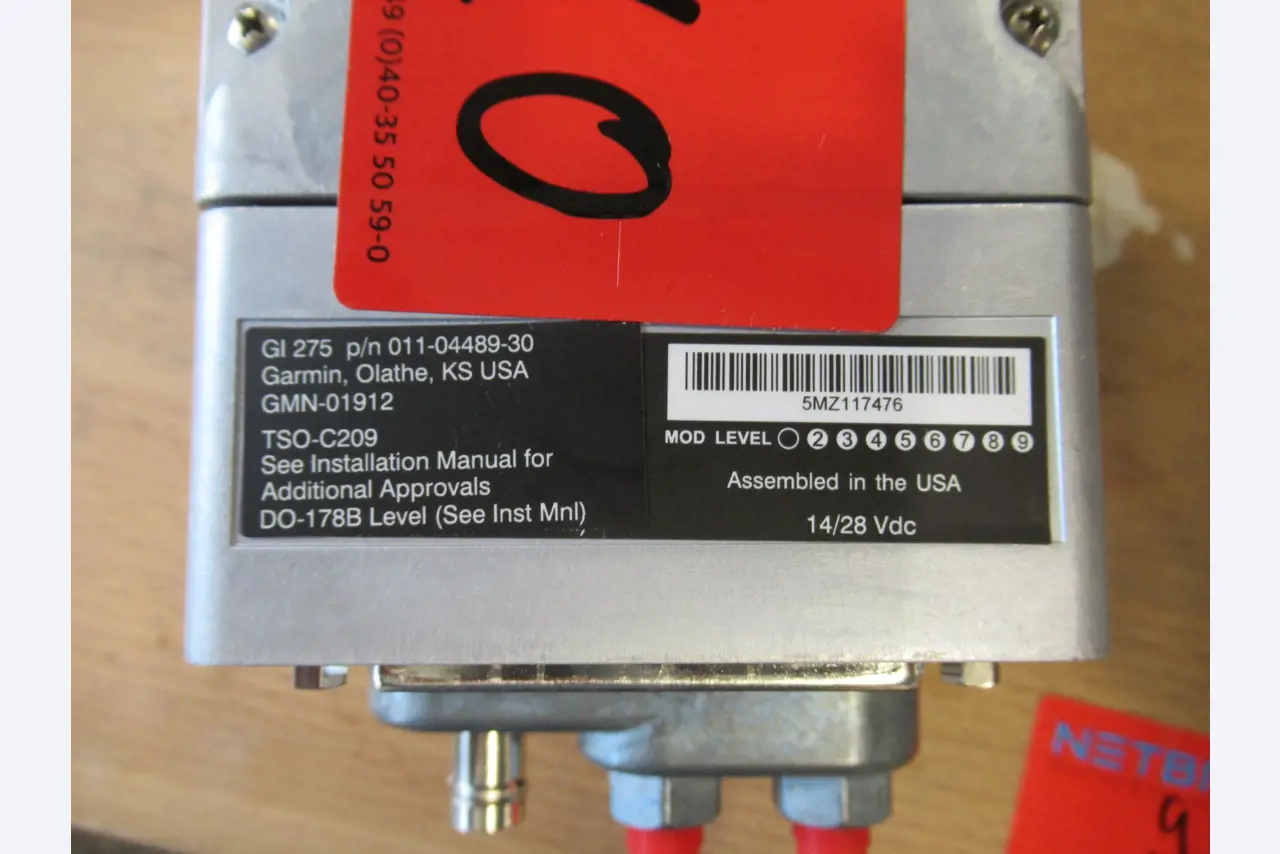 9 (0)40-35 50 59-0
0
GI 275 p/n 011-04489-30
Garmin, Olathe, KS USA
GMN-01912
TSO-C209
See Installation Manual for
Additional Approvals
DO-178B Level (See Inst Mnl)
5MZ117476
MOD LEVEL 2 3 4 5 6 7 8 9
Assembled in the USA
14/28 Vdc
NETB
9